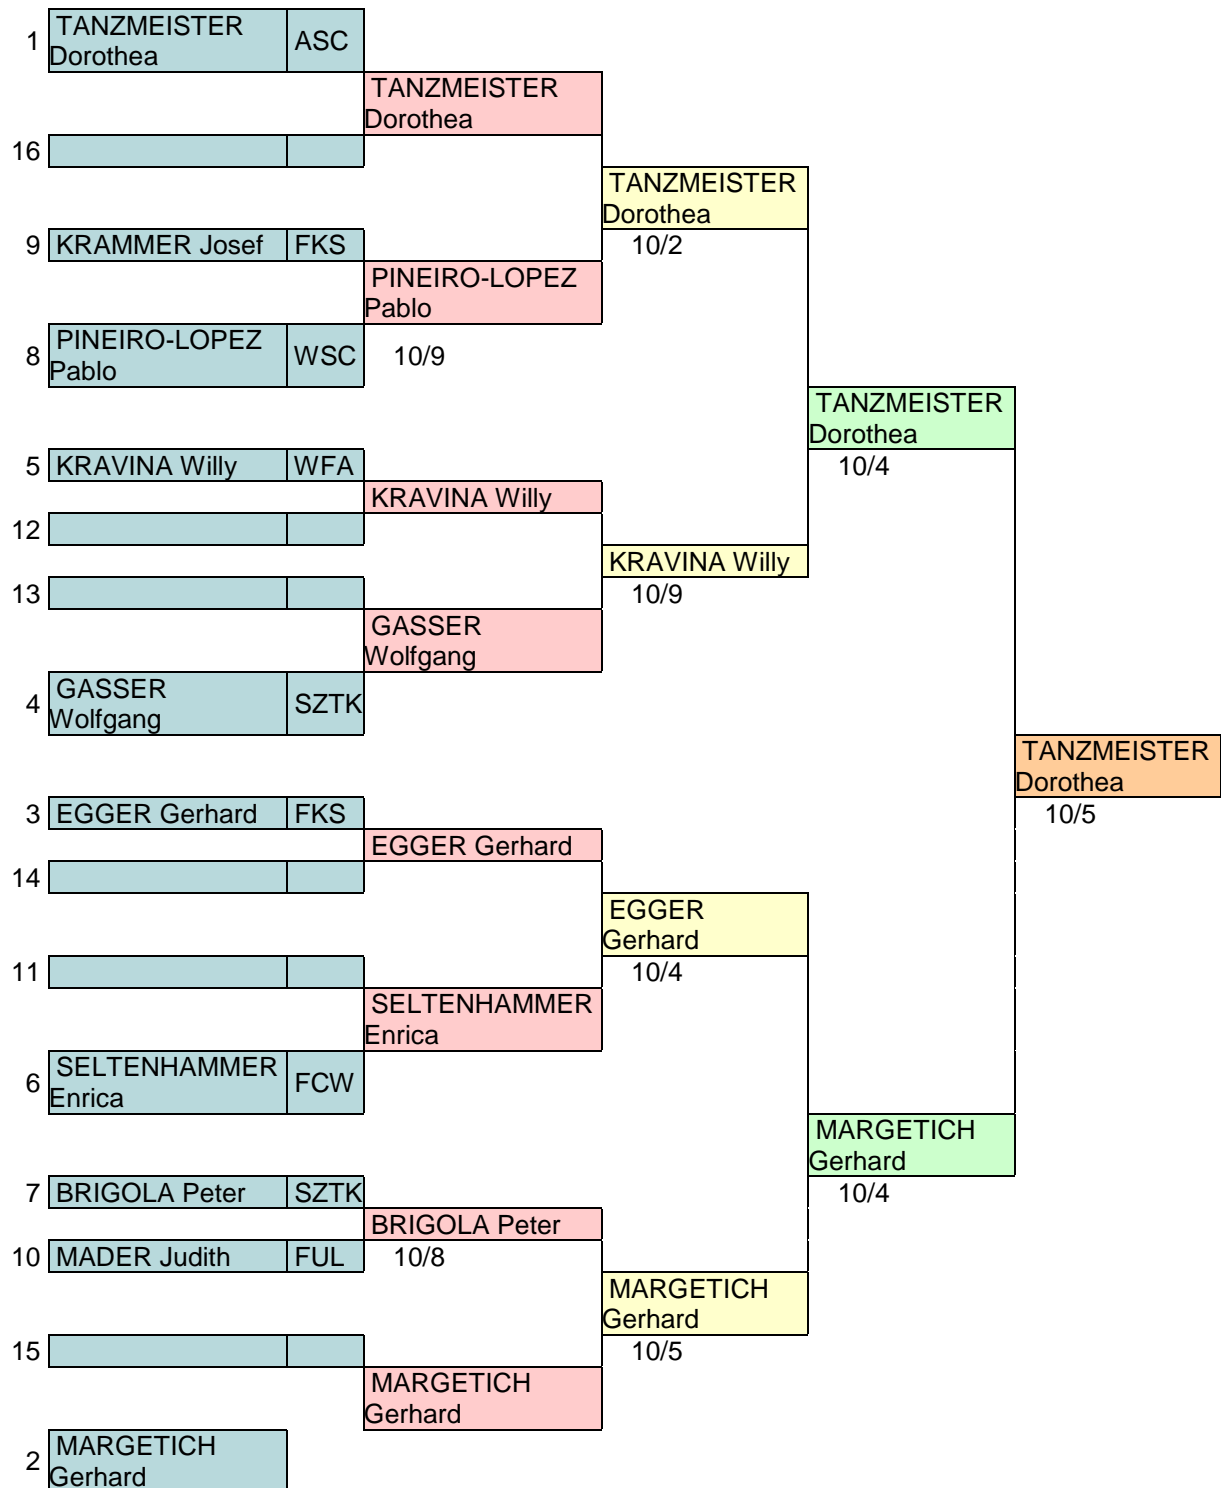 1 TANZMEISTER Dorothea ASC
TANZMEISTER
Dorothea
16
TANZMEISTER
Dorothea
9 KRAMMER Josef FKS
10/2
PINEIRO-LOPEZ
Pablo
8 PINEIRO-LOPEZ Pablo WSC
10/9
TANZMEISTER
Dorothea
5 KRAVINA Willy WFA
10/4
KRAVINA Willy
12
KRAVINA Willy
13
10/9
GASSER
Wolfgang
4 GASSER Wolfgang SZTK
TANZMEISTER
Dorothea
3 EGGER Gerhard FKS
10/5
EGGER Gerhard
14
EGGER
Gerhard
11
10/4
SELTENHAMMER
Enrica
6 SELTENHAMMER Enrica FCW
MARGETICH
Gerhard
7 BRIGOLA Peter SZTK
10/4
BRIGOLA Peter
10 MADER Judith FUL
10/8
MARGETICH
Gerhard
15
10/5
MARGETICH
Gerhard
2 MARGETICH Gerhard